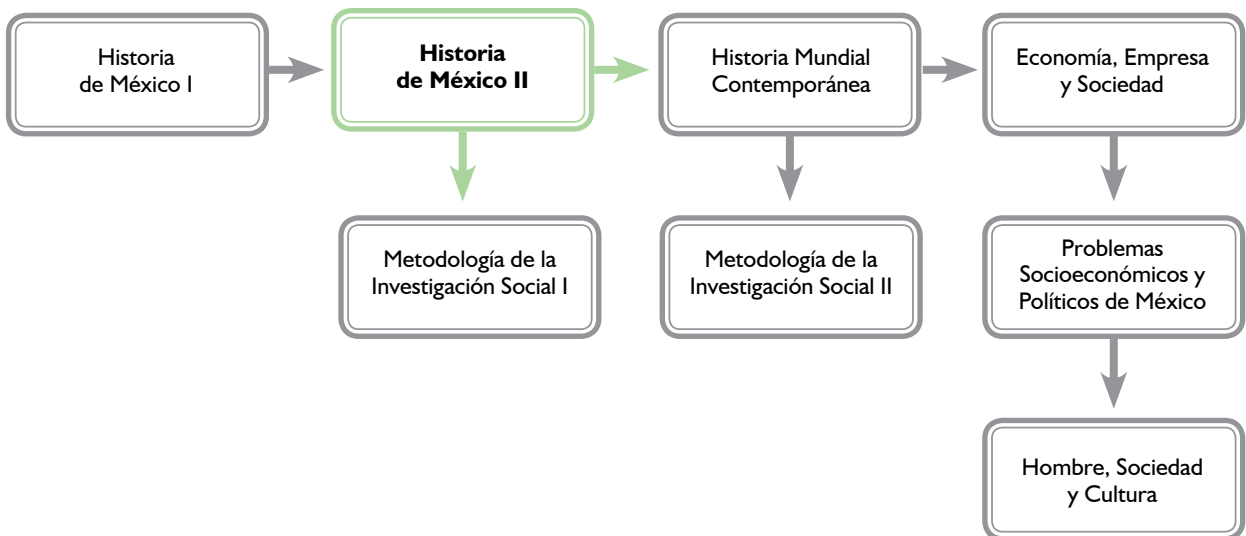 Historia
de México I
Historia
de México II
Historia Mundial
Contemporánea
Economía, Empresa
y Sociedad
Metodología de la
Investigación Social I
Metodología de la
Investigación Social II
Problemas
Socioeconómicos y
Políticos de México
Hombre, Sociedad
y Cultura